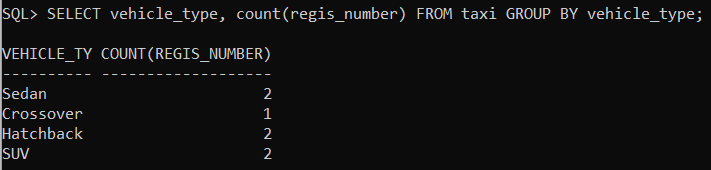 SQL> SELECT vehicle_type, count(regis_number) FROM taxi GROUP BY vehicle_type;
VEHICLE_TY COUNT(REGIS_NUMBER)
---------- -------------------
Sedan 2
Crossover 1
Hatchback 2
SUV 2